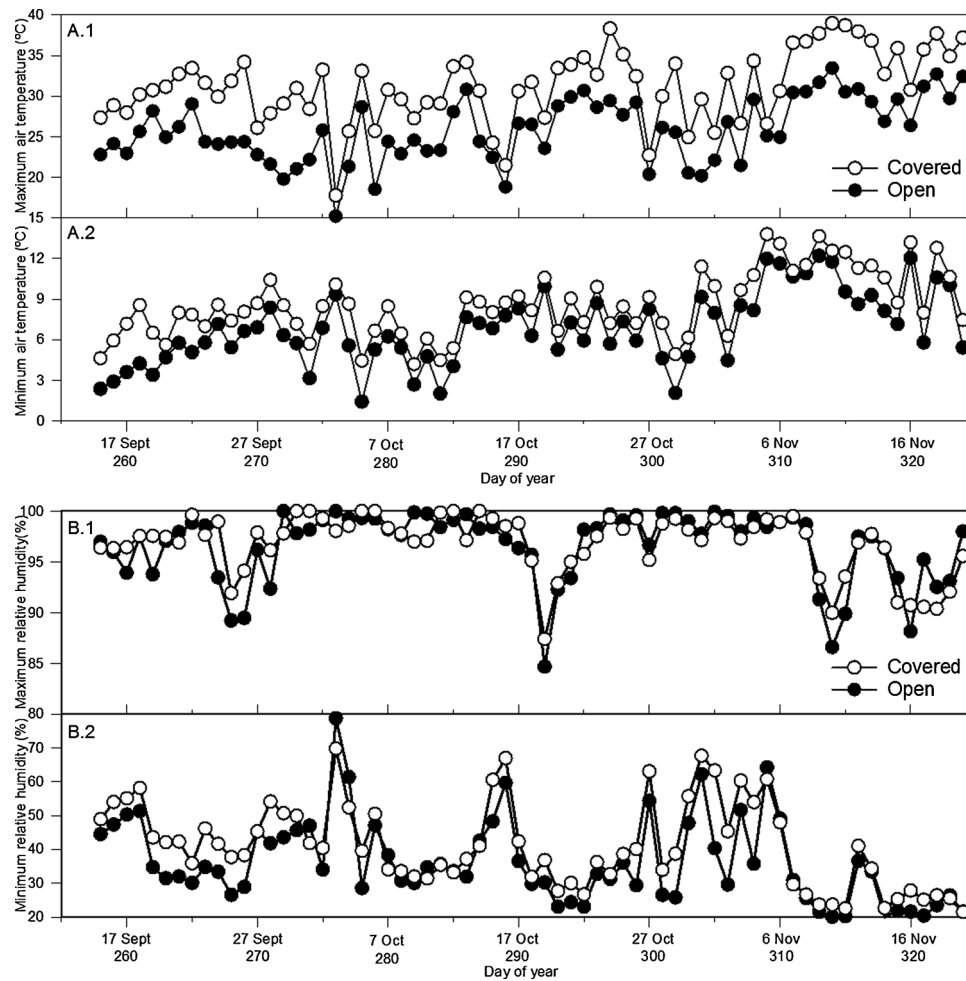 A.1
Maximum air temperature (ºC)
40
35
30
25
20
15
Covered
Open
A.2
Minimum air temperature (ºC)
12
9
6
3
0
17 Sept 27 Sept 7 Oct 17 Oct 27 Oct 6 Nov 16 Nov
260 270 280 290 300 310 320
Day of year
B.1
Maximum relative humidity(%)
100
95
90
85
80
Covered
Open
B.2
Minimum relative humidity (%)
70
60
50
40
30
20
17 Sept 27 Sept 7 Oct 17 Oct 27 Oct 6 Nov 16 Nov
260 270 280 290 300 310 320
Day of year